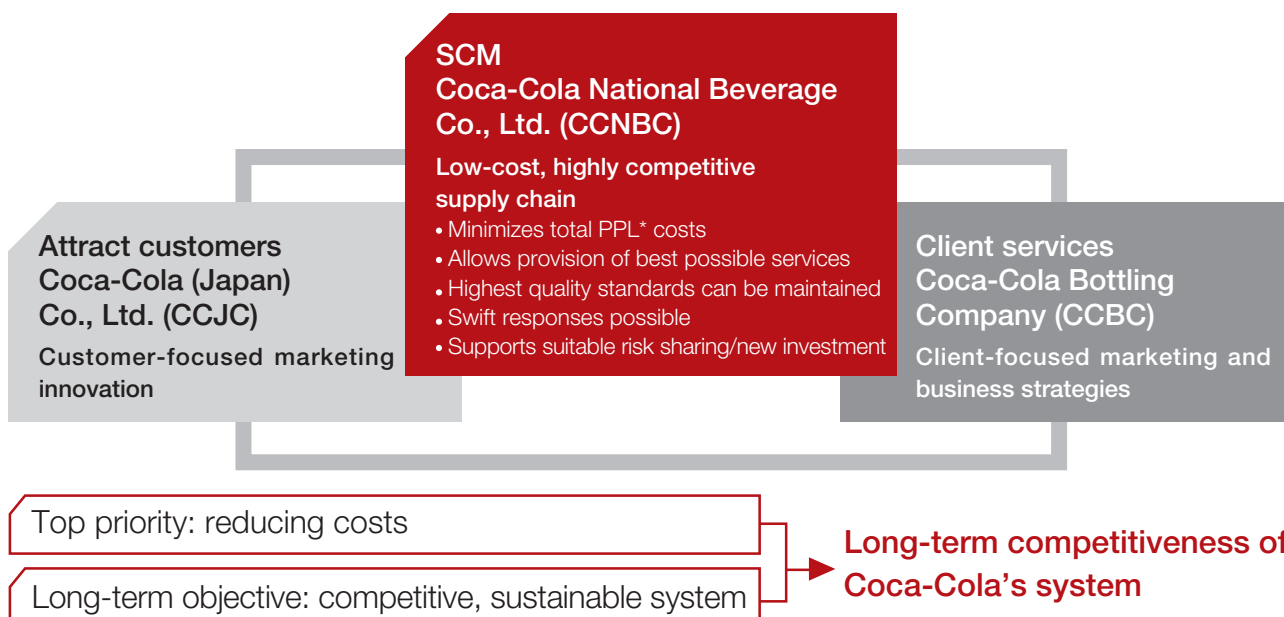 SCM
Coca-Cola National Beverage
Co., Ltd. (CCNBC)
Low-cost, highly competitive
supply chain
• Minimizes total PPL* costs
• Allows provision of best possible services
• Highest quality standards can be maintained
• Swift responses possible
• Supports suitable risk sharing/new investment
Attract customers
Coca-Cola (Japan)
Co., Ltd. (CCJC)
Customer-focused marketing
innovation
Client services
Coca-Cola Bottling
Company (CCBC)
Client-focused marketing and
business strategies
Top priority: reducing costs
Long-term objective: competitive, sustainable system
Long-term competitiveness of
Coca-Cola's system